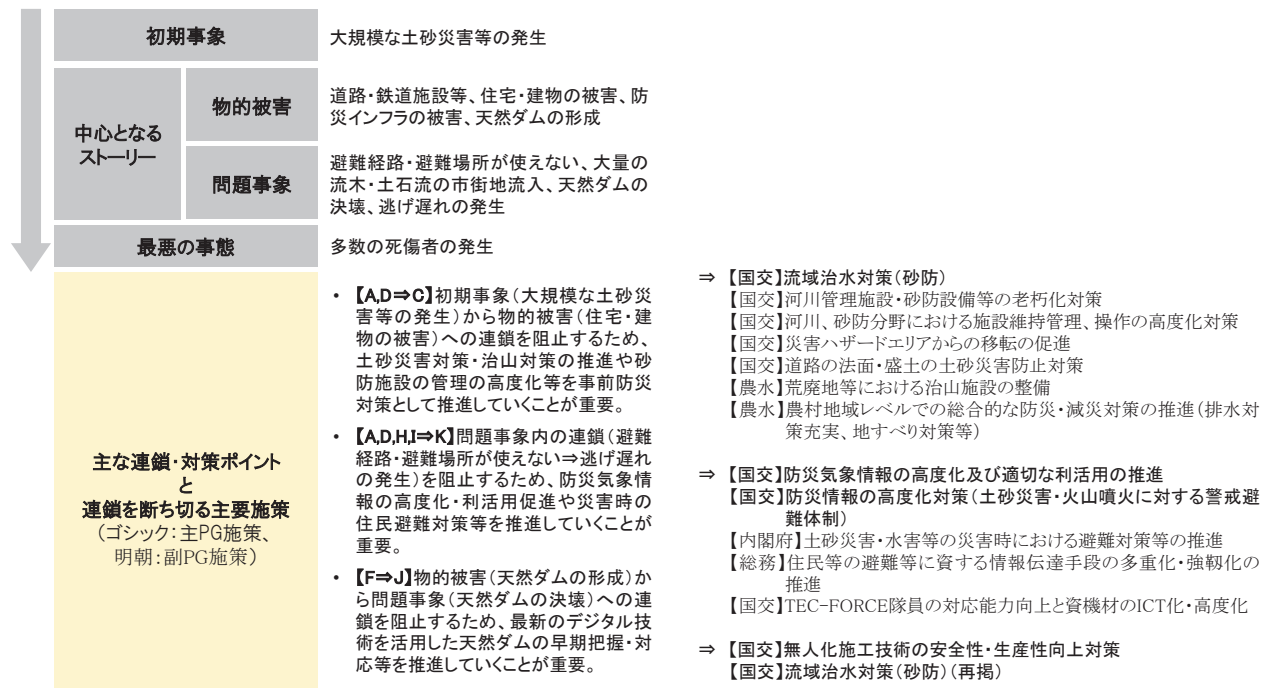 初期事象
大規模な土砂災害等の発生
中心となる
ストーリー
物的被害
道路・鉄道施設等、住宅・建物の被害、防
災インフラの被害、天然ダムの形成
問題事象
避難経路・避難場所が使えない、大量の
流木・土石流の市街地流入、天然ダムの
決壊、逃げ遅れの発生
最悪の事態
多数の死傷者の発生
主な連鎖・対策ポイント
と
連鎖を断ち切る主要施策
（ゴシック：主PG施策、
明朝：副PG施策）
・ 【A,D⇒C】初期事象（大規模な土砂災
害等の発生）から物的被害（住宅・建
物の被害）への連鎖を阻止するため、
土砂災害対策・治山対策の推進や砂
防施設の管理の高度化等を事前防災
対策として推進していくことが重要。
・ 【A,D,H,I⇒K】問題事象内の連鎖（避難
経路・避難場所が使えない⇒逃げ遅れ
の発生）を阻止するため、防災気象情
報の高度化・利活用促進や災害時の
住民避難対策等を推進していくことが
重要。
・ 【F⇒J】物的被害（天然ダムの形成）か
ら問題事象（天然ダムの決壊）への連
鎖を阻止するため、最新のデジタル技
術を活用した天然ダムの早期把握・対
応等を推進していくことが重要。
⇒ 【国交】流域治水対策（砂防）
【国交】河川管理施設・砂防設備等の老朽化対策
【国交】河川、砂防分野における施設維持管理、操作の高度化対策
【国交】災害ハザードエリアからの移転の促進
【国交】道路の法面・盛土の土砂災害防止対策
【農水】荒廃地等における治山施設の整備
【農水】農村地域レベルでの総合的な防災・減災対策の推進（排水対
策充実、地すべり対策等）
⇒ 【国交】防災気象情報の高度化及び適切な利活用の推進
【国交】防災情報の高度化対策（土砂災害・火山噴火に対する警戒避
難体制）
【内閣府】土砂災害・水害等の災害時における避難対策等の推進
【総務】住民等の避難等に資する情報伝達手段の多重化・強靱化の
推進
【国交】TEC-FORCE隊員の対応能力向上と資機材のICT化・高度化
⇒ 【国交】無人化施工技術の安全性・生産性向上対策
【国交】流域治水対策（砂防）（再掲）